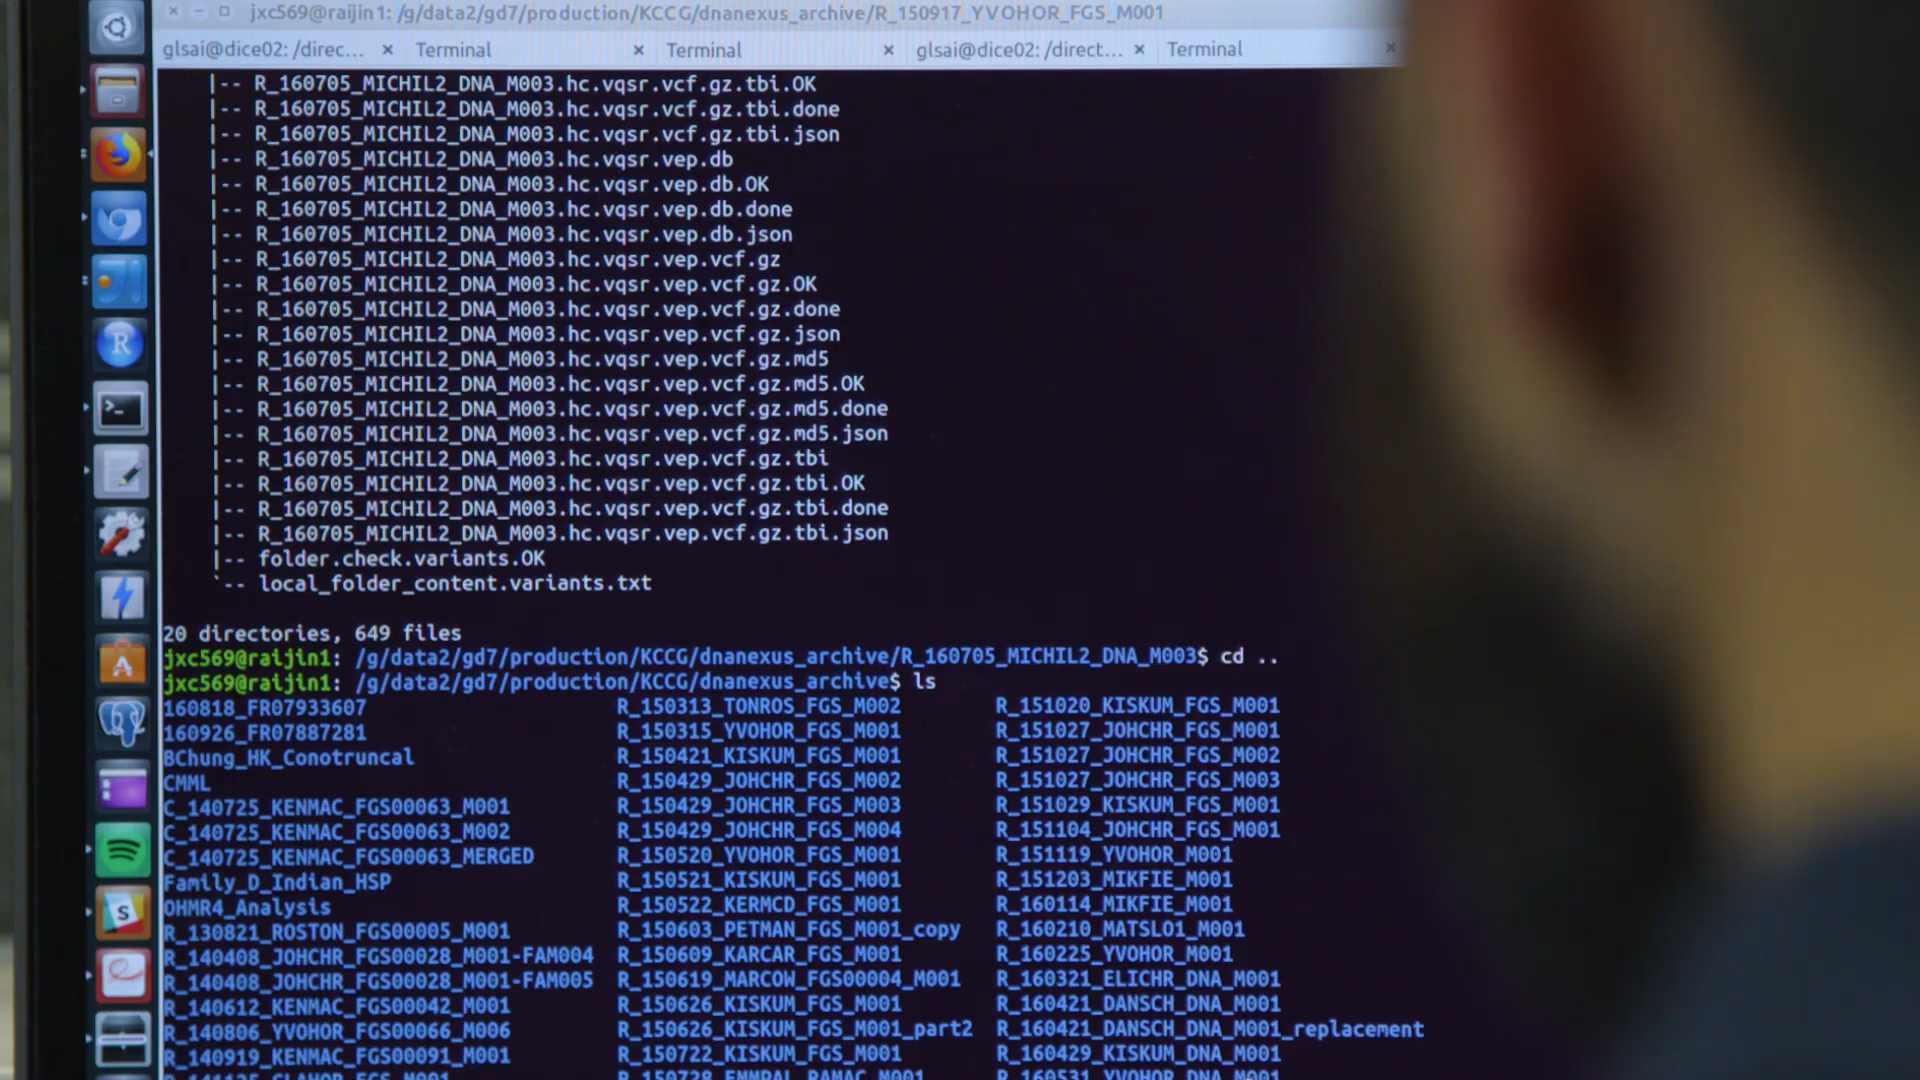 jxc569@raijin1: /g/data2/gd7/production/KCCG/dnanexus_archive/R_150917_YVOHOR_FGS_M001
glsai@dice02: /direc... × Terminal × Terminal × glsai@dice02: /direct... × Terminal ×
|-- R_160705_MICHIL2_DNA_M003.hc.vqsr.vcf.gz.tbi.OK
|-- R_160705_MICHIL2_DNA_M003.hc.vqsr.vcf.gz.tbi.done
|-- R_160705_MICHIL2_DNA_M003.hc.vqsr.vcf.gz.tbi.json
|-- R_160705_MICHIL2_DNA_M003.hc.vqsr.vep.db
|-- R_160705_MICHIL2_DNA_M003.hc.vqsr.vep.db.OK
|-- R_160705_MICHIL2_DNA_M003.hc.vqsr.vep.db.done
|-- R_160705_MICHIL2_DNA_M003.hc.vqsr.vep.db.json
|-- R_160705_MICHIL2_DNA_M003.hc.vqsr.vep.vcf.gz
|-- R_160705_MICHIL2_DNA_M003.hc.vqsr.vep.vcf.gz.OK
|-- R_160705_MICHIL2_DNA_M003.hc.vqsr.vep.vcf.gz.done
|-- R_160705_MICHIL2_DNA_M003.hc.vqsr.vep.vcf.gz.json
|-- R_160705_MICHIL2_DNA_M003.hc.vqsr.vep.vcf.gz.md5
|-- R_160705_MICHIL2_DNA_M003.hc.vqsr.vep.vcf.gz.md5.OK
|-- R_160705_MICHIL2_DNA_M003.hc.vqsr.vep.vcf.gz.md5.done
|-- R_160705_MICHIL2_DNA_M003.hc.vqsr.vep.vcf.gz.md5.json
|-- R_160705_MICHIL2_DNA_M003.hc.vqsr.vep.vcf.gz.tbi
|-- R_160705_MICHIL2_DNA_M003.hc.vqsr.vep.vcf.gz.tbi.OK
|-- R_160705_MICHIL2_DNA_M003.hc.vqsr.vep.vcf.gz.tbi.done
|-- R_160705_MICHIL2_DNA_M003.hc.vqsr.vep.vcf.gz.tbi.json
|-- folder.check.variants.OK
`-- local_folder_content.variants.txt
20 directories, 649 files
jxc569@raijin1: /g/data2/gd7/production/KCCG/dnanexus_archive/R_160705_MICHIL2_DNA_M003$ cd ..
jxc569@raijin1: /g/data2/gd7/production/KCCG/dnanexus_archive$ ls
160818_FR07933607 R_150313_TONROS_FGS_M002 R_151020_KISKUM_FGS_M001
160926_FR07887281 R_150315_YVOHOR_FGS_M001 R_151027_JOHCHR_FGS_M001
BChung_HK_Conotruncal R_150421_KISKUM_FGS_M001 R_151027_JOHCHR_FGS_M002
CMML R_150429_JOHCHR_FGS_M002 R_151027_JOHCHR_FGS_M003
C_140725_KENMAC_FGS00063_M001 R_150429_JOHCHR_FGS_M003 R_151029_KISKUM_FGS_M001
C_140725_KENMAC_FGS00063_M002 R_150429_JOHCHR_FGS_M004 R_151104_JOHCHR_FGS_M001
C_140725_KENMAC_FGS00063_MERGED R_150520_YVOHOR_FGS_M001 R_151119_YVOHOR_M001
Family_D_Indian_HSP R_150521_KISKUM_FGS_M001 R_151203_MIKFIE_M001
OHMR4_Analysis R_150522_KERMCD_FGS_M001 R_160114_MIKFIE_M001
R_130821_ROSTON_FGS00005_M001 R_150603_PETMAN_FGS_M001_copy R_160210_MATSLO1_M001
R_140408_JOHCHR_FGS00028_M001-FAM004 R_150609_KARCAR_FGS_M001 R_160225_YVOHOR_M001
R_140408_JOHCHR_FGS00028_M001-FAM005 R_150619_MARCOW_FGS00004_M001 R_160321_ELICHR_DNA_M001
R_140612_KENMAC_FGS00042_M001 R_150626_KISKUM_FGS_M001 R_160421_DANSCH_DNA_M001
R_140806_YVOHOR_FGS00066_M006 R_150626_KISKUM_FGS_M001_part2 R_160421_DANSCH_DNA_M001_replacement
R_140919_KENMAC_FGS00091_M001 R_150722_KISKUM_FGS_M001 R_160429_KISKUM_DNA_M001
R_150728_EMMPAL_RAMAC_M001 R_160531_YVOHOR_DNA_M001